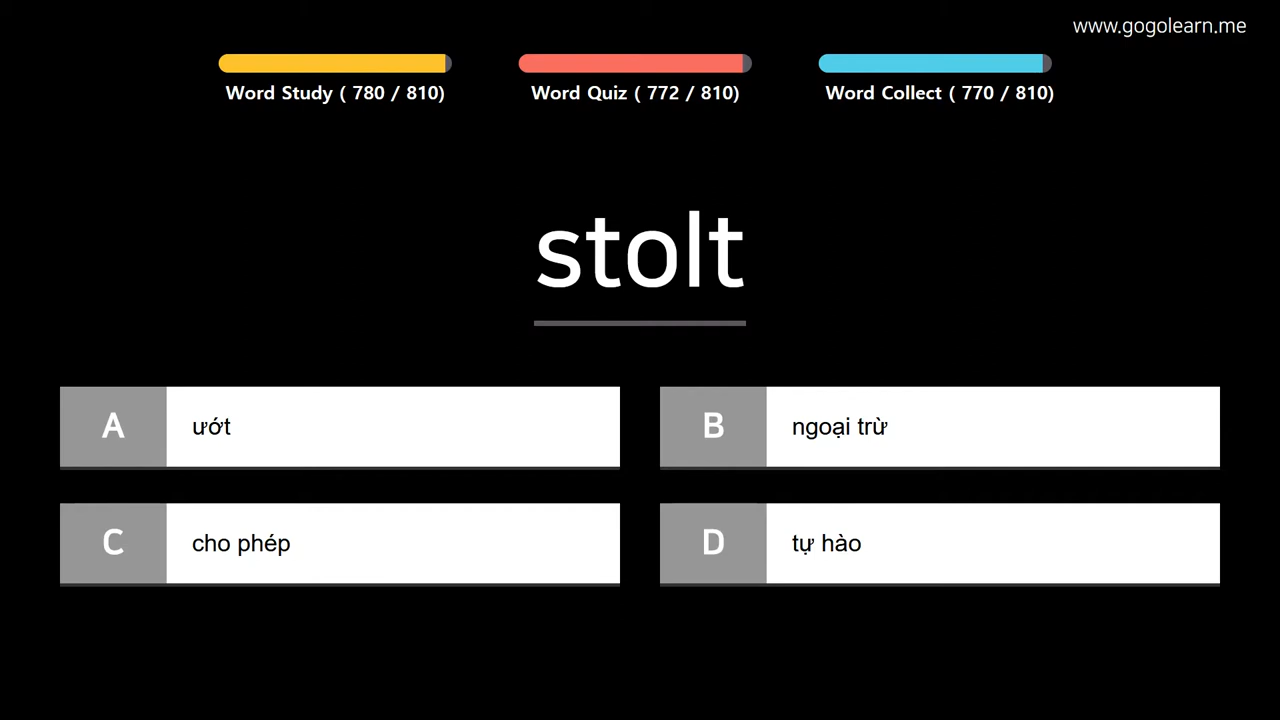 www.gogolearn.me
Word Study ( 780 / 810)
Word Quiz ( 772 / 810)
Word Collect ( 770 / 810)
stolt
A ướt
B ngoại trừ
C cho phép
D tự hào